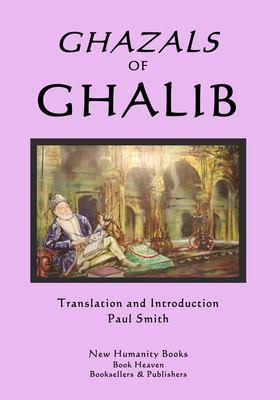 GHAZALS
OF
GHALIB
Translation and Introduction
Paul Smith
New Humanity Books
Book Heaven
Booksellers & Publishers